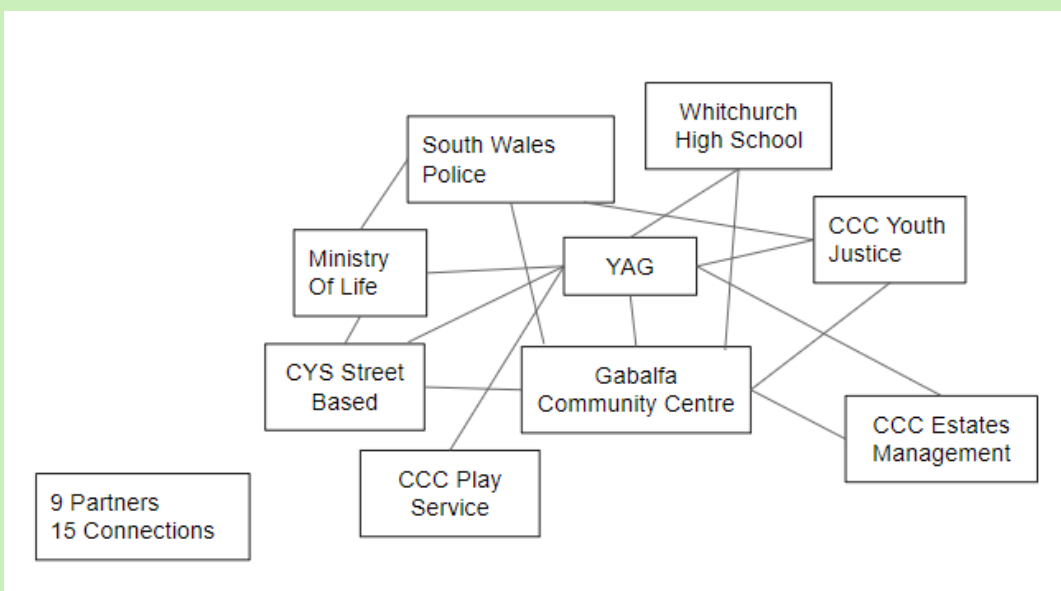 Whitchurch
High School
South Wales
Police
CCC Youth
Justice
Ministry
Of Life
YAG
CYS Street
Based
Gabalfa
Community Centre
CCC Estates
Management
CCC Play
Service
9 Partners
15 Connections